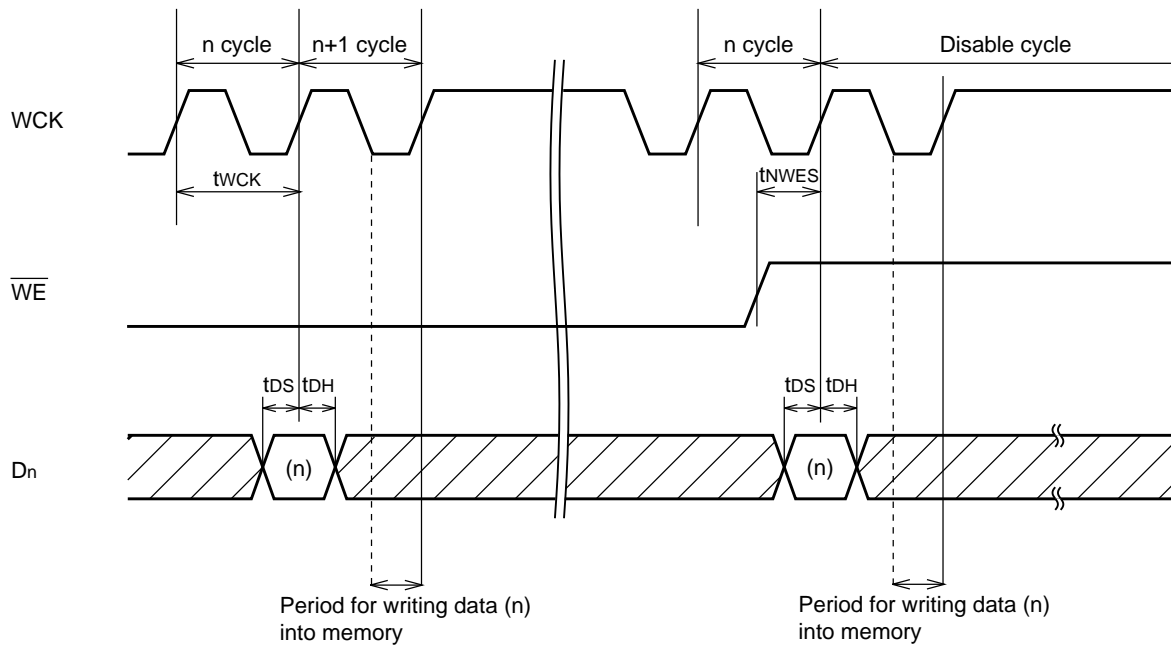 n cycle n+1 cycle n cycle Disable cycle
WCK
tWCK tNWES
WE
tDS tDH tDS tDH
Dn (n) (n)
Period for writing data (n) Period for writing data (n)
into memory into memory